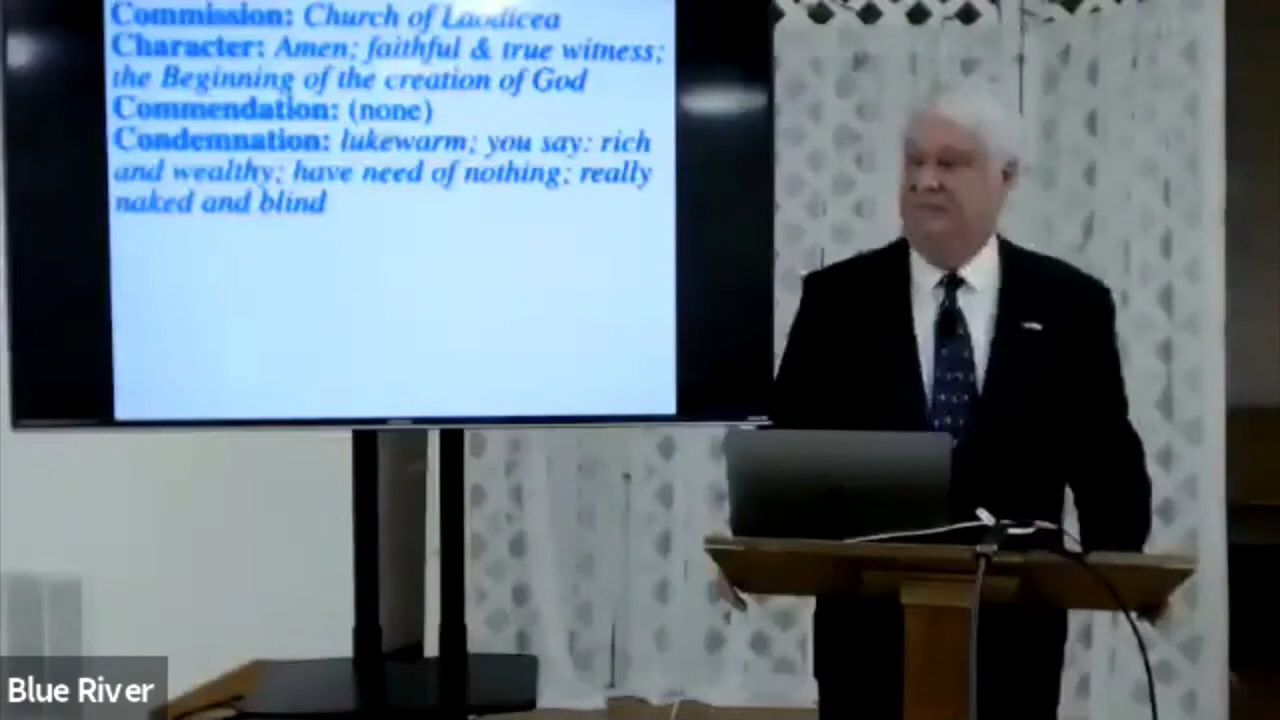 Commission: Church of Laodicea
Character: Amen; faithful & true witness;
the Beginning of the creation of God
Commendation: (none)
Condemnation: lukewarm; you say: rich
and wealthy; have need of nothing; really
naked and blind
Blue River